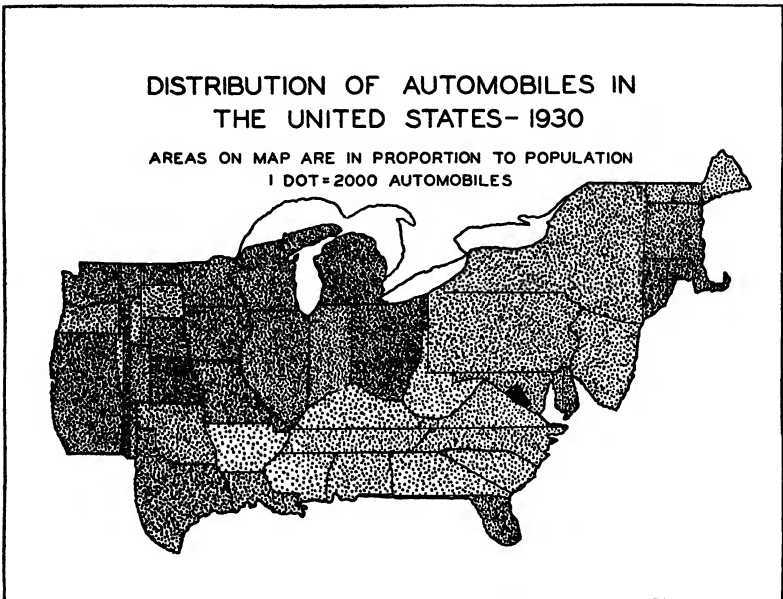 DISTRIBUTION OF AUTOMOBILES IN
THE UNITED STATES- 1930
AREAS ON MAP ARE IN PROPORTION TO POPULATION
1 DOT = 2000 AUTOMOBILES